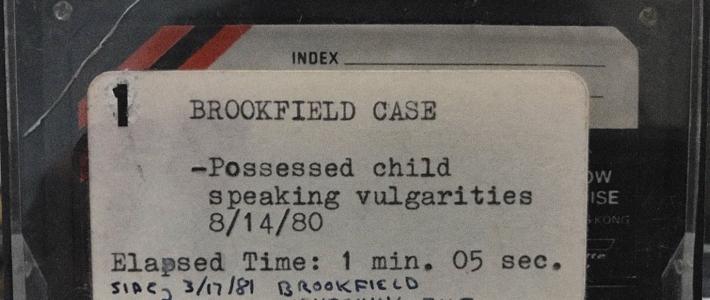 INDEX
1 BROOKFIELD CASE
-Possessed child
speaking vulgarities
8/14/80
Elapsed Time: 1 min. 05 sec.
3/17/81 BROOKFIELD